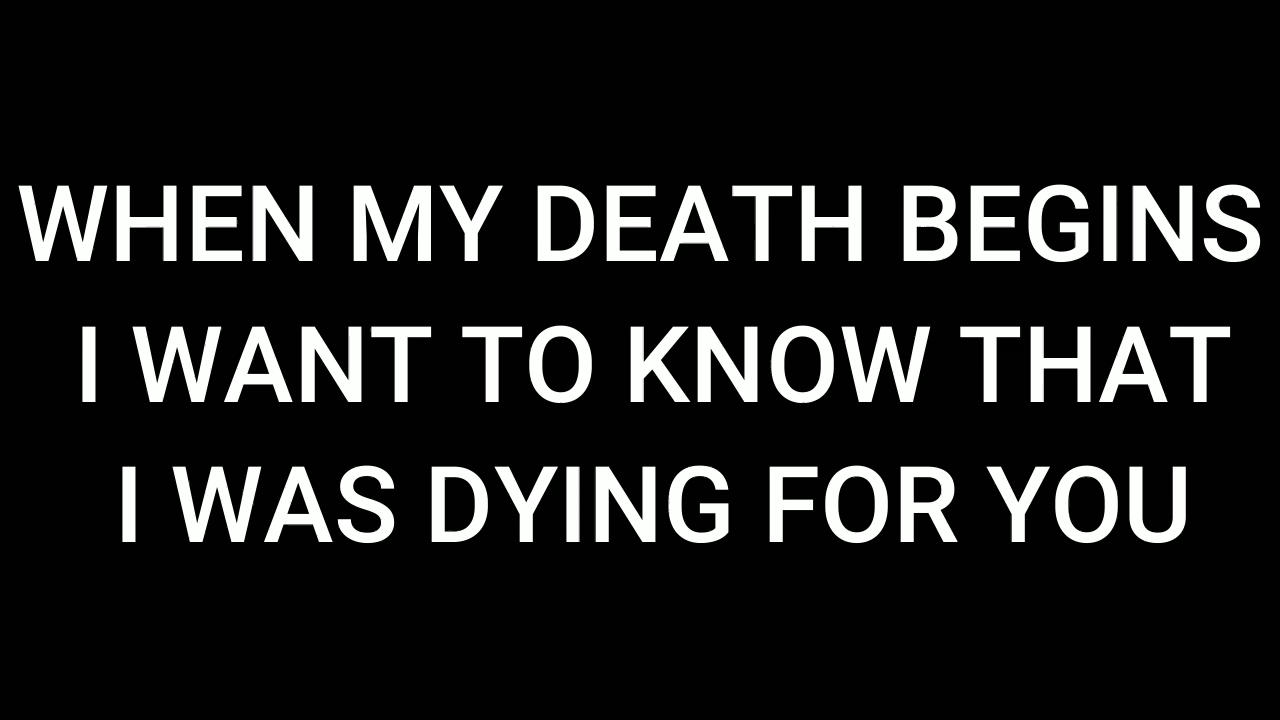 WHEN MY DEATH BEGINS
I WANT TO KNOW THAT
I WAS DYING FOR YOU